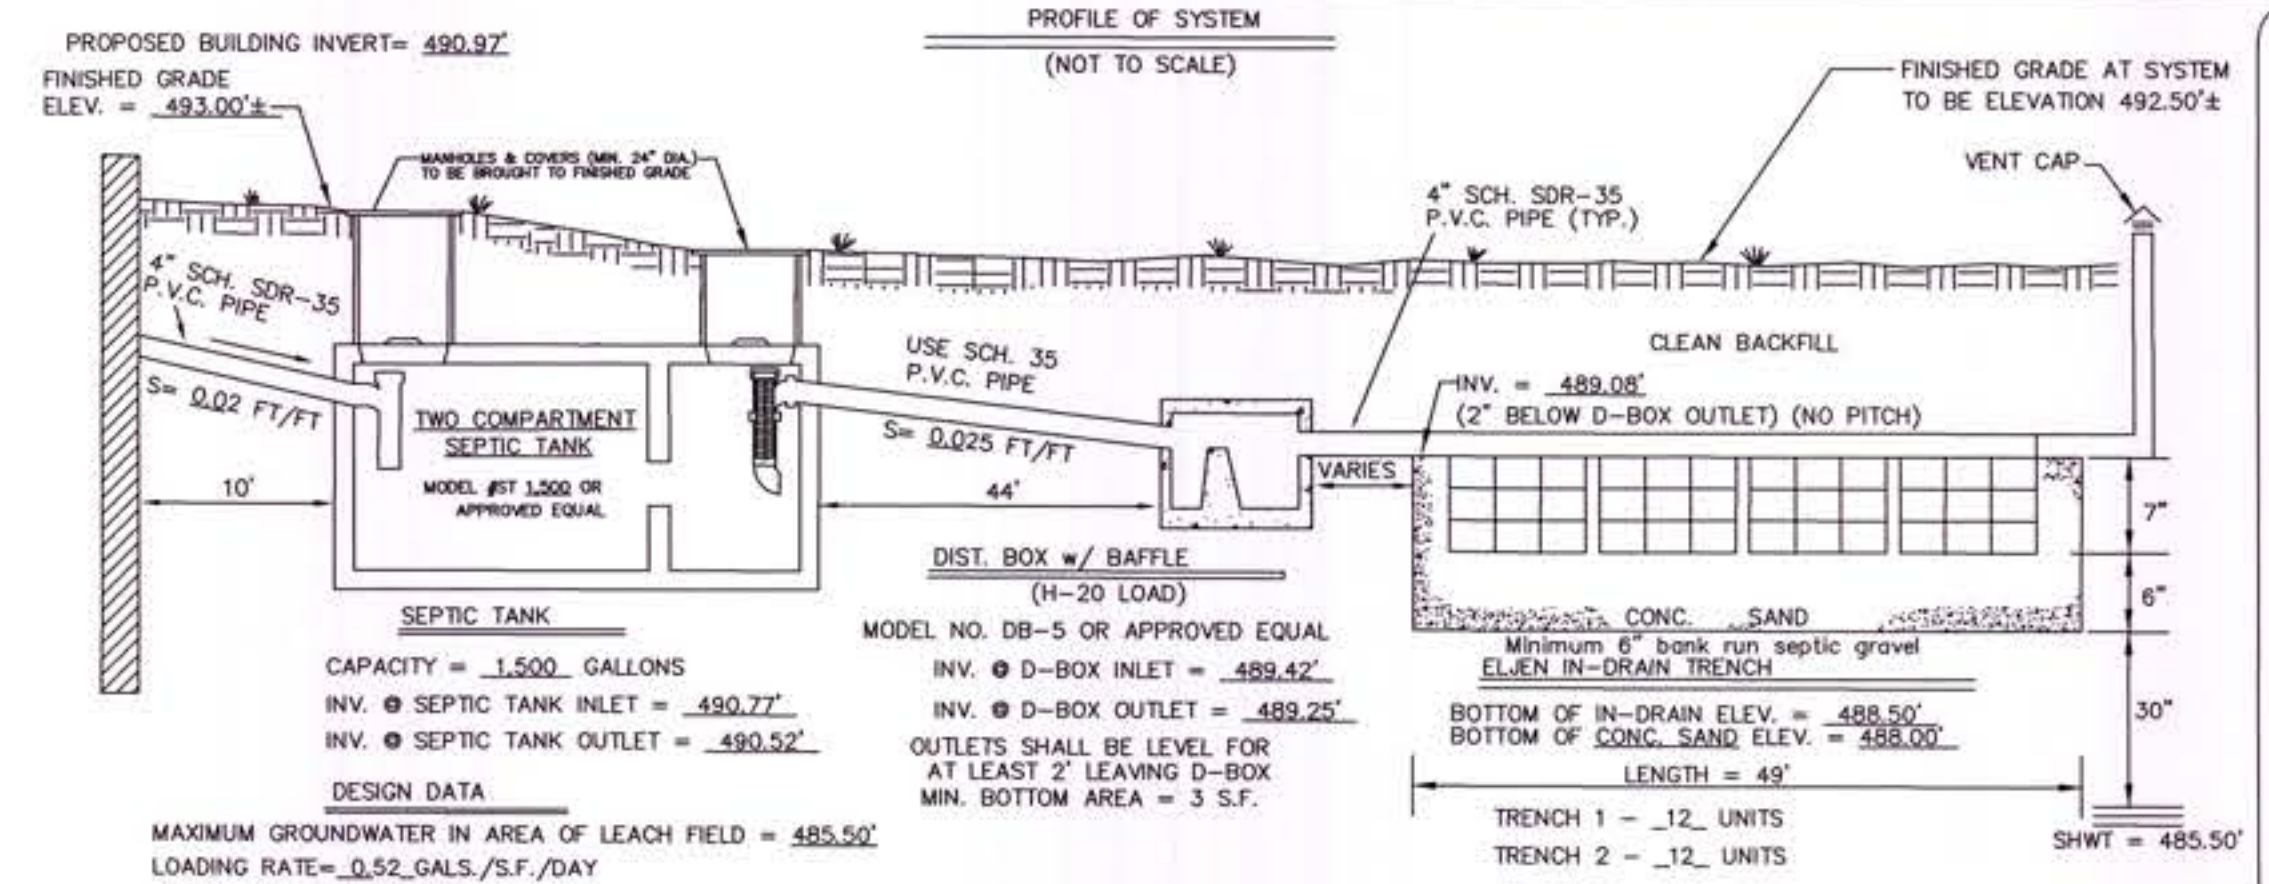 PROFILE OF SYSTEM
(NOT TO SCALE)
PROPOSED BUILDING INVERT= 490.97'
FINISHED GRADE
ELEV. = 493.00'±
MANHOLES & COVERS (MIN. 24" DIA.)
TO BE BROUGHT TO FINISHED GRADE
FINISHED GRADE AT SYSTEM
TO BE ELEVATION 492.50'±
VENT CAP
4" SCH. SDR-35
P.V.C. PIPE (TYP.)
4" SCH. SDR-35
P.V.C. PIPE
S= 0.02 FT/FT
10'
TWO COMPARTMENT
SEPTIC TANK
MODEL #ST 1,500 OR
APPROVED EQUAL
USE SCH. 35
P.V.C. PIPE
S= 0.025 FT/FT
44'
CLEAN BACKFILL
INV. = 489.08'
(2" BELOW D-BOX OUTLET) (NO PITCH)
VARIES
7"
6"
30"
CONC. SAND
Minimum 6" bank run septic gravel
ELJEN IN-DRAIN TRENCH
BOTTOM OF IN-DRAIN ELEV. = 488.50'
BOTTOM OF CONC. SAND ELEV. = 488.00'
LENGTH = 49'
TRENCH 1 - 12 UNITS
TRENCH 2 - 12 UNITS
SHWT = 485.50'
DIST. BOX w/ BAFFLE
(H-20 LOAD)
MODEL NO. DB-5 OR APPROVED EQUAL
INV. @ D-BOX INLET = 489.42'
INV. @ D-BOX OUTLET = 489.25'
OUTLETS SHALL BE LEVEL FOR
AT LEAST 2' LEAVING D-BOX
MIN. BOTTOM AREA = 3 S.F.
SEPTIC TANK
CAPACITY = 1,500 GALLONS
INV. @ SEPTIC TANK INLET = 490.77'
INV. @ SEPTIC TANK OUTLET = 490.52'
DESIGN DATA
MAXIMUM GROUNDWATER IN AREA OF LEACH FIELD = 485.50'
LOADING RATE= 0.52 GALS./S.F./DAY